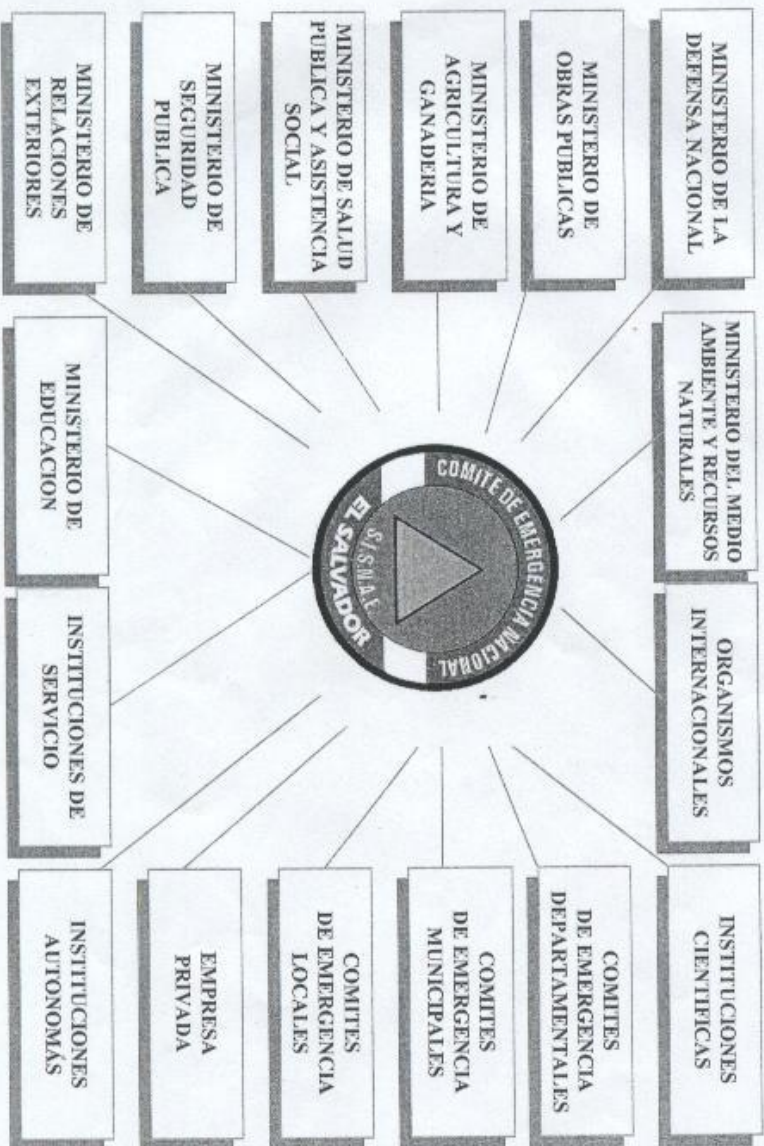 MINISTERIO DE LA
DEFENSA NACIONAL
MINISTERIO DEL MEDIO
AMBIENTE Y RECURSOS
NATURALES
ORGANISMOS
INTERNACIONALES
INSTITUCIONES
CIENTIFICAS
MINISTERIO DE
OBRAS PUBLICAS
COMITES
DE EMERGENCIA
DEPARTAMENTALES
MINISTERIO DE
AGRICULTURA Y
GANADERIA
COMITE DE EMERGENCIA NACIONAL
S.I.S.N.A.E
EL SALVADOR
COMITES
DE EMERGENCIA
MUNICIPALES
MINISTERIO DE SALUD
PUBLICA Y ASISTENCIA
SOCIAL
COMITES
DE EMERGENCIA
LOCALES
MINISTERIO DE
SEGURIDAD
PUBLICA
EMPRESA
PRIVADA
MINISTERIO DE
RELACIONES
EXTERIORES
MINISTERIO DE
EDUCACION
INSTITUCIONES DE
SERVICIO
INSTITUCIONES
AUTONOMÁS